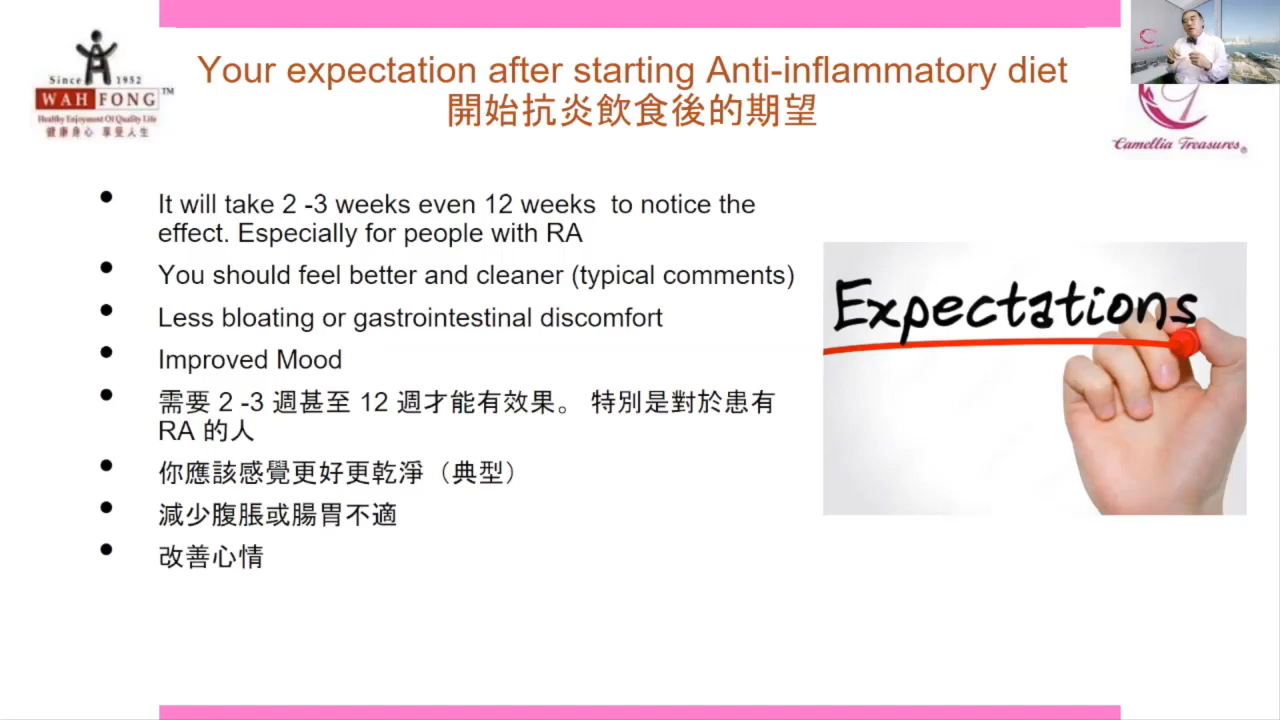 Since 1952
WAH FONG TM
Healthy Enjoyment Of Quality Life
健康身心 享受人生
Your expectation after starting Anti-inflammatory diet
開始抗炎飲食後的期望
Camellia Treasures®
• It will take 2 -3 weeks even 12 weeks to notice the
effect. Especially for people with RA
• You should feel better and cleaner (typical comments)
• Less bloating or gastrointestinal discomfort
• Improved Mood
• 需要 2 -3 週甚至 12 週才能有效果。 特別是對於患有
RA 的人
• 你應該感覺更好更乾淨（典型）
• 減少腹脹或腸胃不適
• 改善心情
Expectations